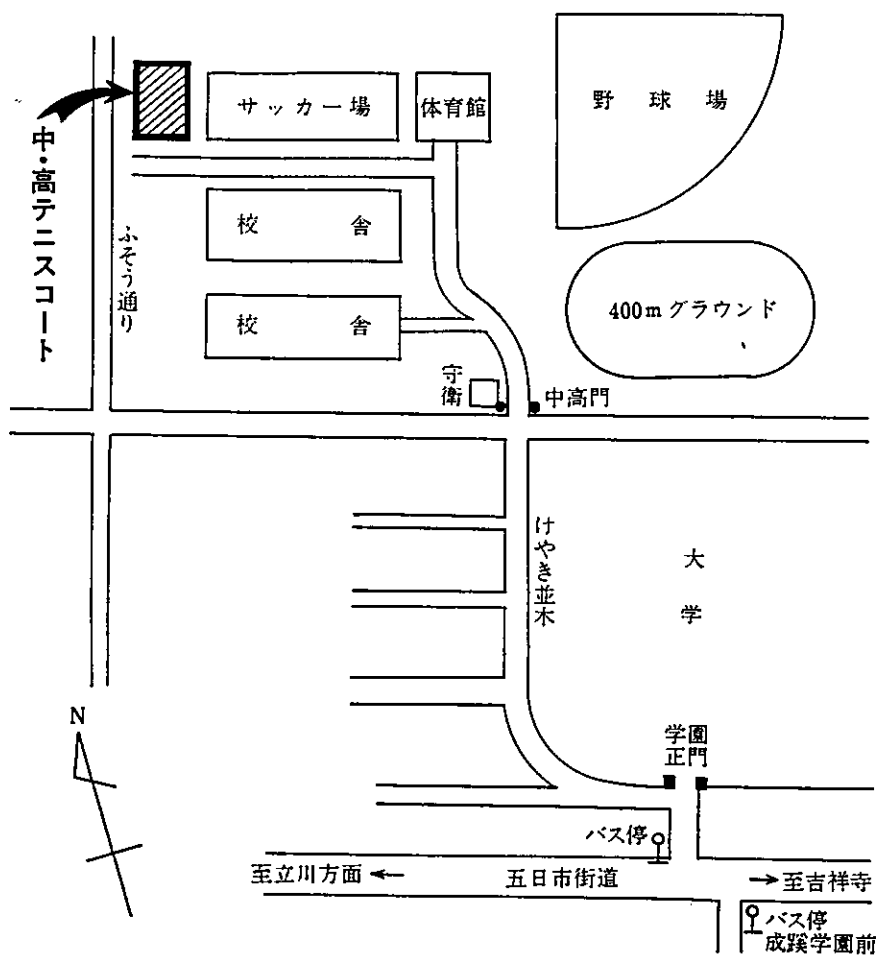 サッカー場
体育館
野球場
中・高テニスコート
ふそう通り
校舎
400mグラウンド
校舎
守衛
中高門
けやき並木
大学
N
学園
正門
バス停
至立川方面
五日市街道
至吉祥寺
バス停
成蹊学園前